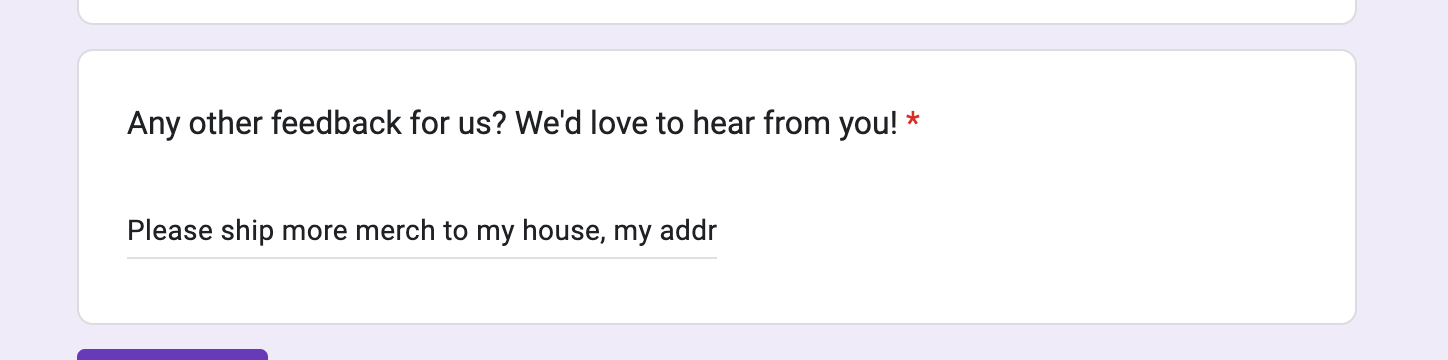 Any other feedback for us? We'd love to hear from you! *
Please ship more merch to my house, my addr